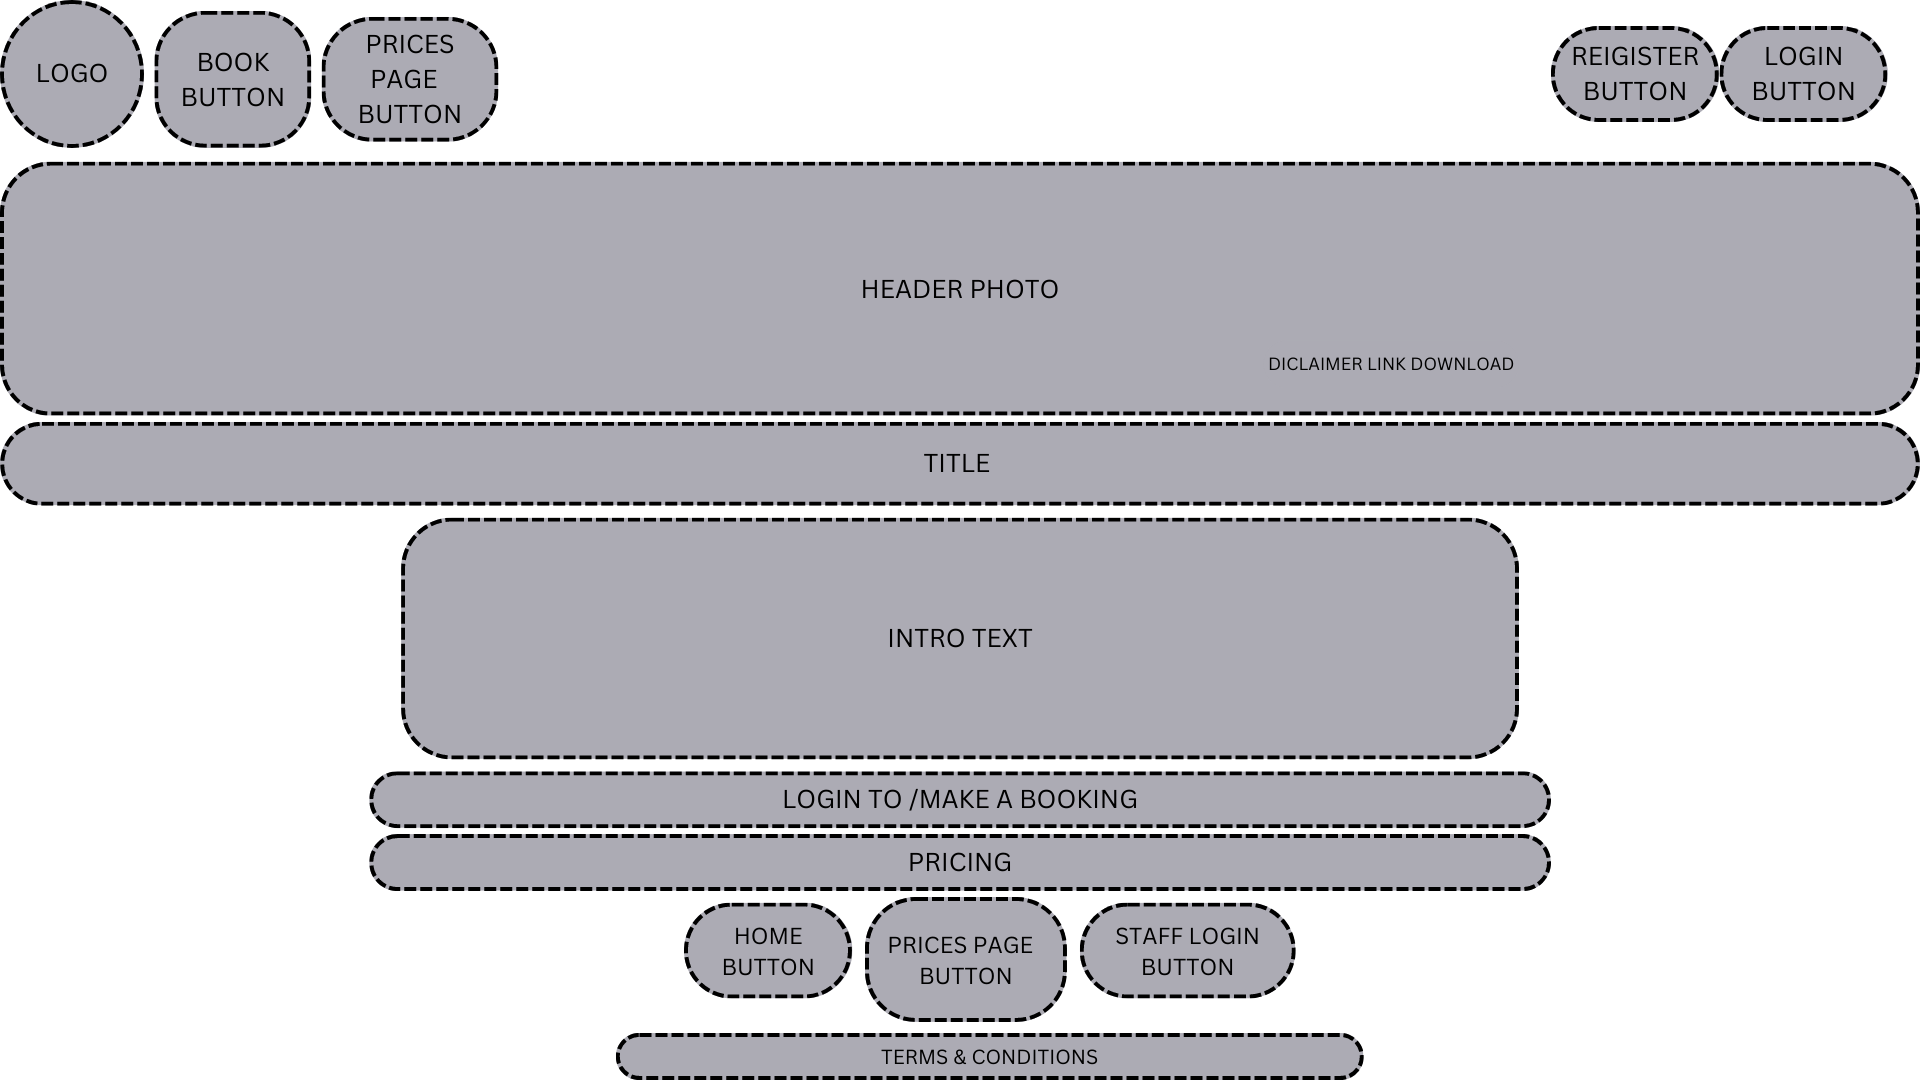 LOGO
BOOK
BUTTON
PRICES
PAGE
BUTTON
REIGISTER
BUTTON
LOGIN
BUTTON
HEADER PHOTO
DICLAIMER LINK DOWNLOAD
TITLE
INTRO TEXT
LOGIN TO /MAKE A BOOKING
PRICING
HOME
BUTTON
PRICES PAGE
BUTTON
STAFF LOGIN
BUTTON
TERMS & CONDITIONS